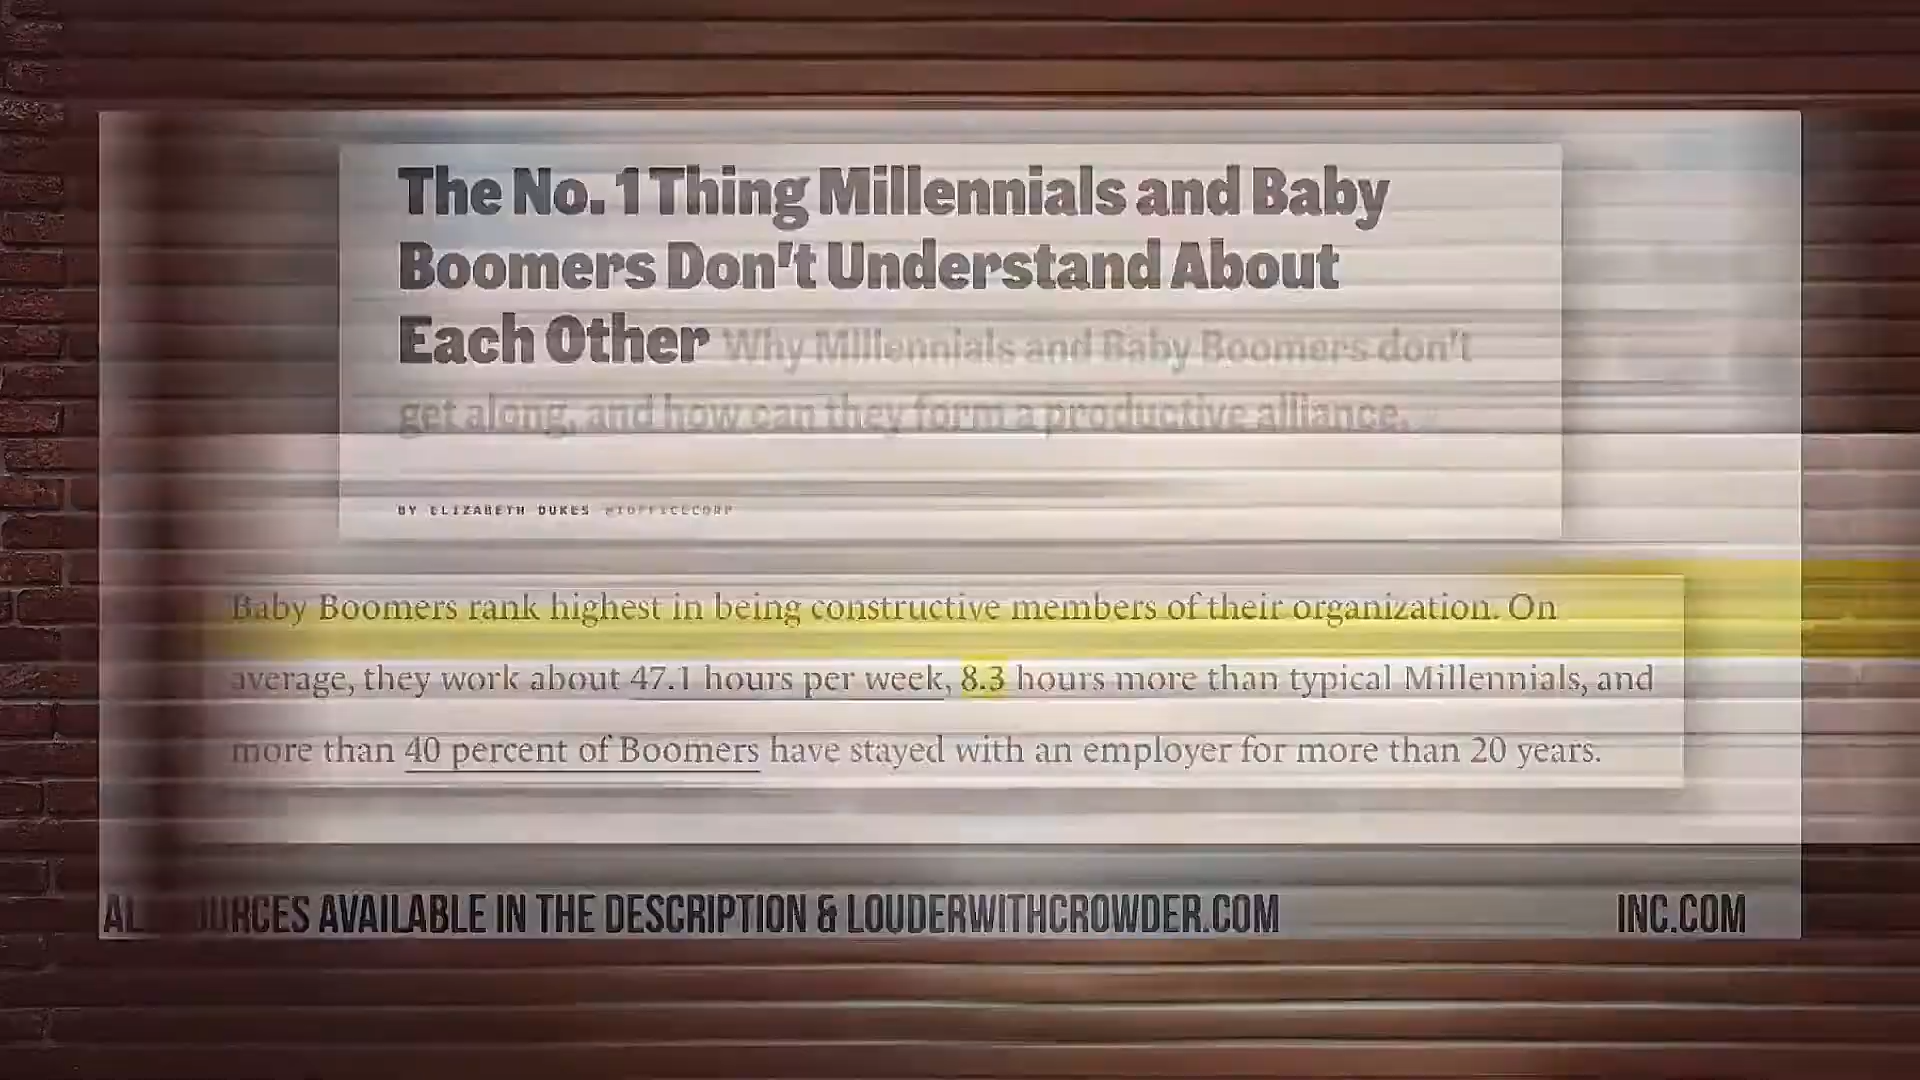 The No. 1 Thing Millennials and Baby
Boomers Don't Understand About
Each Other Why Millennials and Baby Boomers don't
get along, and how can they form a productive alliance.
BY ELIZABETH DUKES @IOFFICECORP
Baby Boomers rank highest in being constructive members of their organization. On
average, they work about 47.1 hours per week, 8.3 hours more than typical Millennials, and
more than 40 percent of Boomers have stayed with an employer for more than 20 years.
AVAILABLE IN THE DESCRIPTION & LOUDERWITHCROWDER.COM
INC.COM